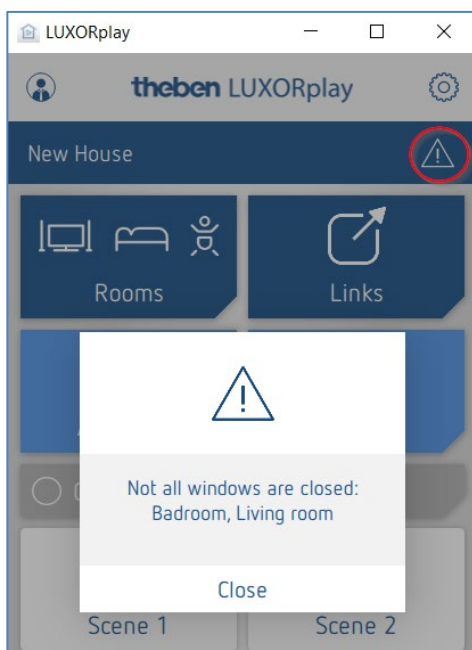 LUXORplay
theben LUXORplay
New House
Rooms
Links
Not all windows are closed:
Badroom, Living room
Close
Scene 1
Scene 2